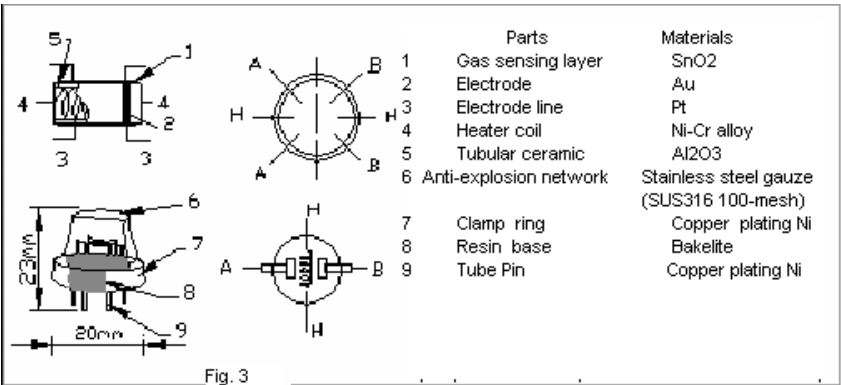 Parts Materials
1 Gas sensing layer SnO2
2 Electrode Au
3 Electrode line Pt
4 Heater coil Ni-Cr alloy
5 Tubular ceramic Al2O3
6 Anti-explosion network Stainless steel gauze
(SUS316 100-mesh)
7 Clamp ring Copper plating Ni
8 Resin base Bakelite
9 Tube Pin Copper plating Ni
5
1
4
4
2
3
3
A
B
H
H
A
B
6
7
8
9
23mm
20mm
H
A
B
H
Fig. 3